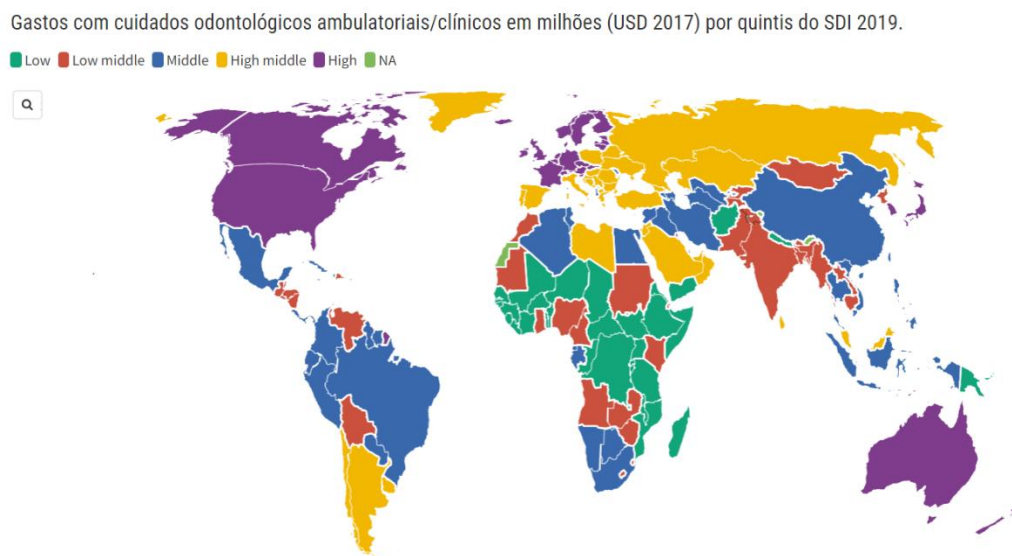 Gastos com cuidados odontológicos ambulatoriais/clínicos em milhões (USD 2017) por quintis do SDI 2019.
Low Low middle Middle High middle High NA